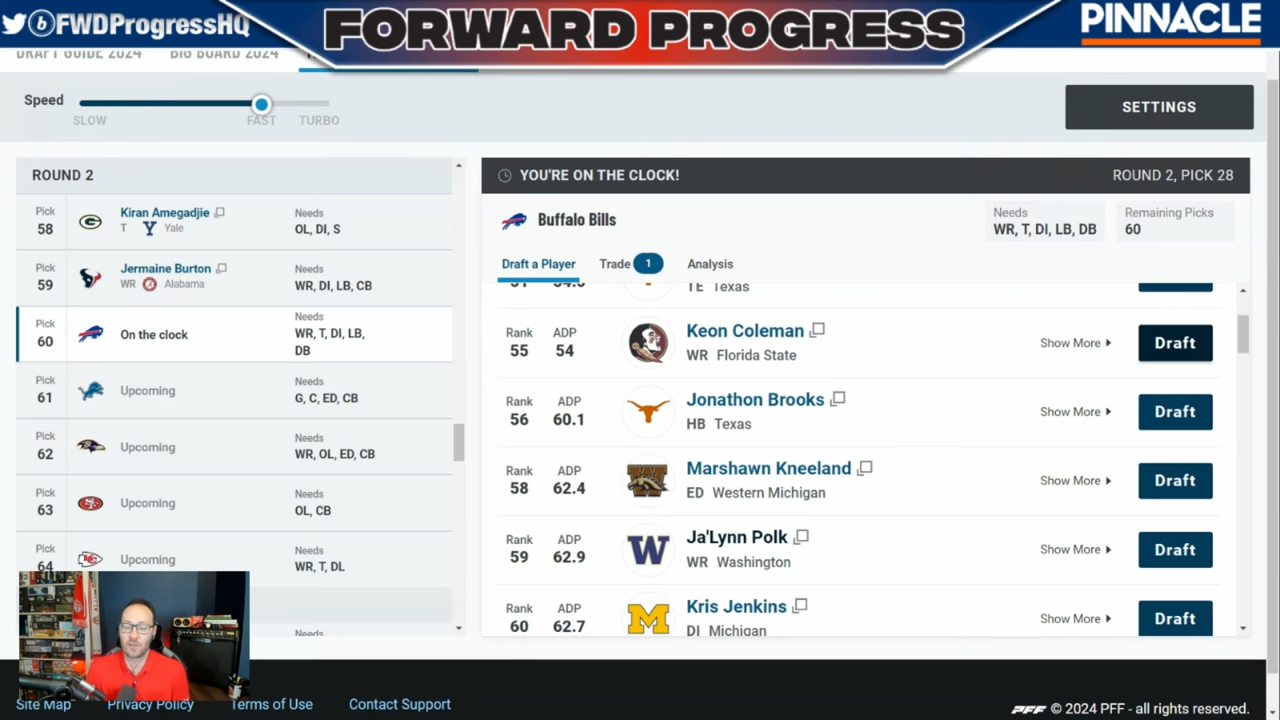 @FWDProgressHQ
FORWARD PROGRESS
PINNACLE
DRAFT GUIDE 2024 BIG BOARD 2024
Speed
SLOW FAST TURBO
SETTINGS
ROUND 2
Pick 58 Kiran Amegadjie Needs
T Yale OL, DI, S
Pick 59 Jermaine Burton Needs
WR Alabama WR, DI, LB, CB
Pick 60 On the clock Needs
WR, T, DI, LB,
DB
Pick 61 Upcoming Needs
G, C, ED, CB
Pick 62 Upcoming Needs
WR, OL, ED, CB
Pick 63 Upcoming Needs
OL, CB
Pick 64 Upcoming Needs
WR, T, DL
Needs
YOU'RE ON THE CLOCK! ROUND 2, PICK 28
Buffalo Bills
Needs
WR, T, DI, LB, DB
Remaining Picks
60
Draft a Player Trade 1 Analysis
TE Texas
Rank 55 ADP 54 Keon Coleman
WR Florida State
Show More Draft
Rank 56 ADP 60.1 Jonathon Brooks
HB Texas
Show More Draft
Rank 58 ADP 62.4 Marshawn Kneeland
ED Western Michigan
Show More Draft
Rank 59 ADP 62.9 Ja'Lynn Polk
WR Washington
Show More Draft
Rank 60 ADP 62.7 Kris Jenkins
DI Michigan
Show More Draft
Site Map Privacy Policy Terms of Use Contact Support
PFF © 2024 PFF - all rights reserved.